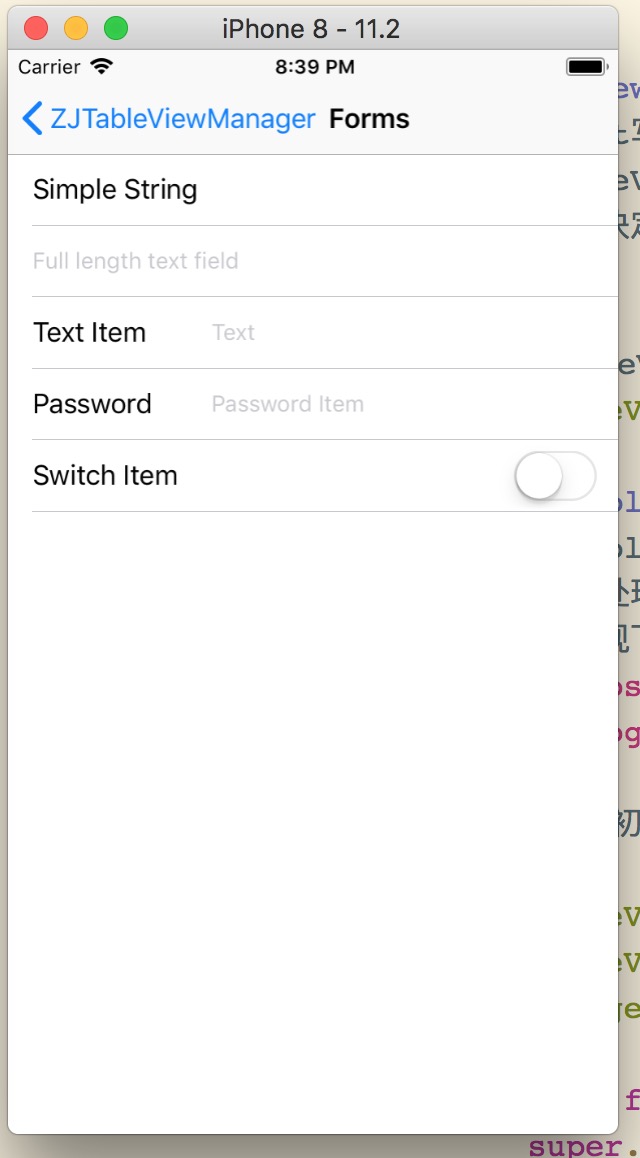 iPhone 8 - 11.2
Carrier 8:39 PM
ZJTableViewManager Forms
Simple String
Full length text field
Text Item Text
Password Password Item
Switch Item
super.